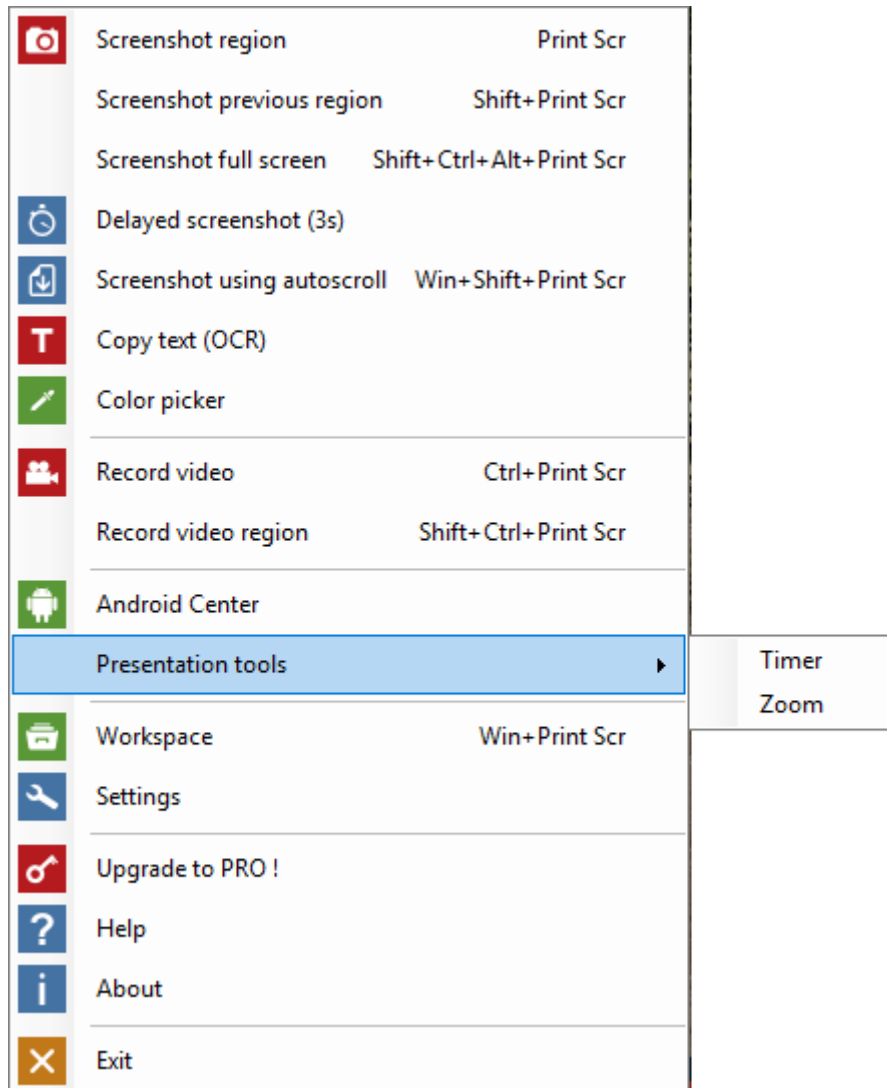 Screenshot region Print Scr
Screenshot previous region Shift+Print Scr
Screenshot full screen Shift+Ctrl+Alt+Print Scr
Delayed screenshot (3s)
Screenshot using autoscroll Win+Shift+Print Scr
T Copy text (OCR)
Color picker
Record video Ctrl+Print Scr
Record video region Shift+Ctrl+Print Scr
Android Center
Presentation tools
Timer
Zoom
Workspace Win+Print Scr
Settings
Upgrade to PRO !
? Help
i About
Exit